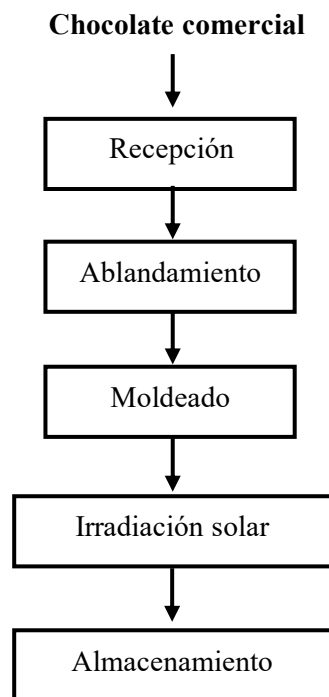 Chocolate comercial
Recepción
Ablandamiento
Moldeado
Irradiación solar
Almacenamiento